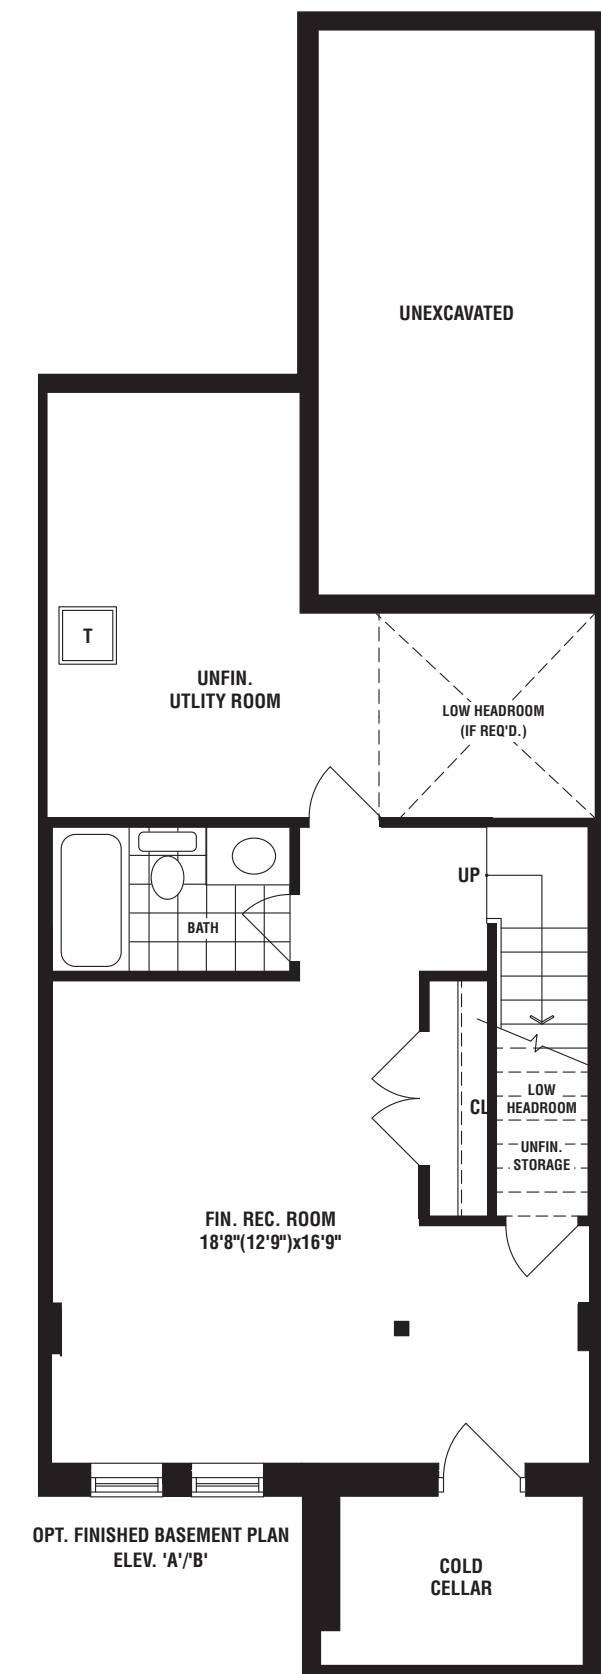 UNEXCAVATED
T
UNFIN.
UTLITY ROOM
LOW HEADROOM
(IF REQ'D.)
UP
BATH
CL
LOW
HEADROOM
UNFIN.
STORAGE
FIN. REC. ROOM
18'8"(12'9")x16'9"
OPT. FINISHED BASEMENT PLAN
ELEV. 'A'/'B'
COLD
CELLAR